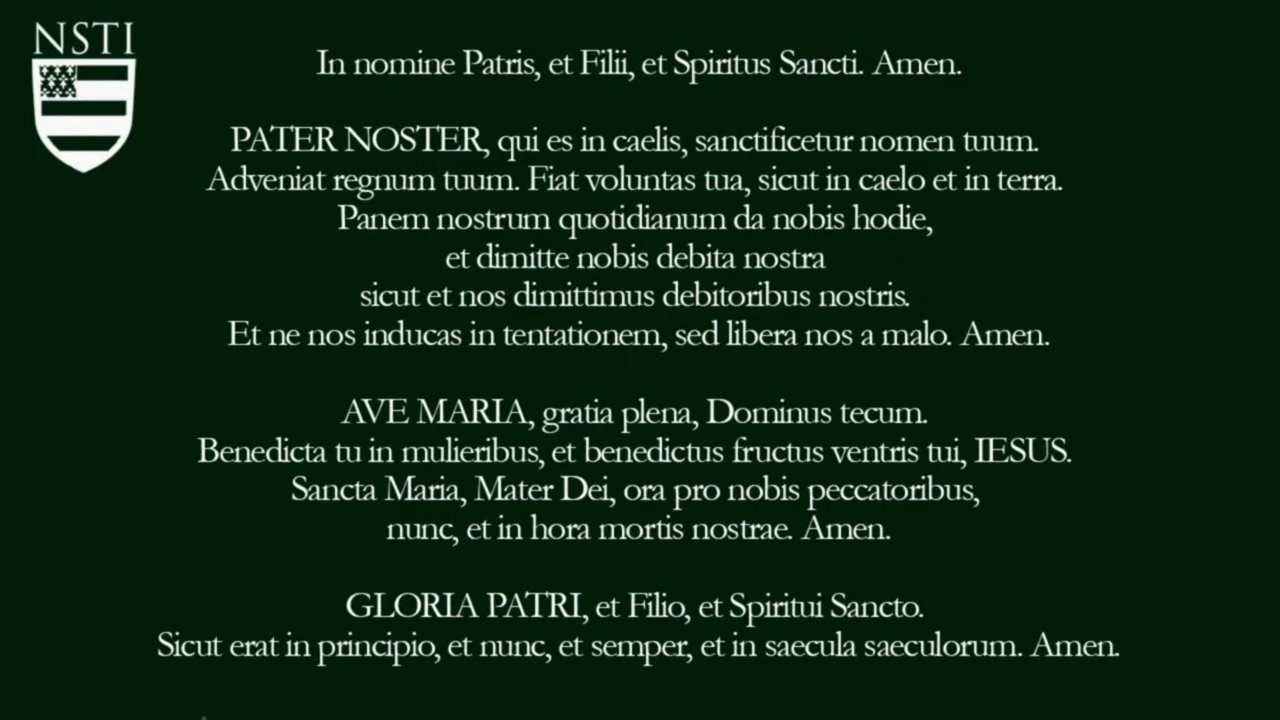 NSTI
In nomine Patris, et Filii, et Spiritus Sancti. Amen.
PATER NOSTER, qui es in caelis, sanctificetur nomen tuum.
Adveniat regnum tuum. Fiat voluntas tua, sicut in caelo et in terra.
Panem nostrum quotidianum da nobis hodie,
et dimitte nobis debita nostra
sicut et nos dimittimus debitoribus nostris.
Et ne nos inducas in tentationem, sed libera nos a malo. Amen.
AVE MARIA, gratia plena, Dominus tecum.
Benedicta tu in mulieribus, et benedictus fructus ventris tui, IESUS.
Sancta Maria, Mater Dei, ora pro nobis peccatoribus,
nunc, et in hora mortis nostrae. Amen.
GLORIA PATRI, et Filio, et Spiritui Sancto.
Sicut erat in principio, et nunc, et semper, et in saecula saeculorum. Amen.